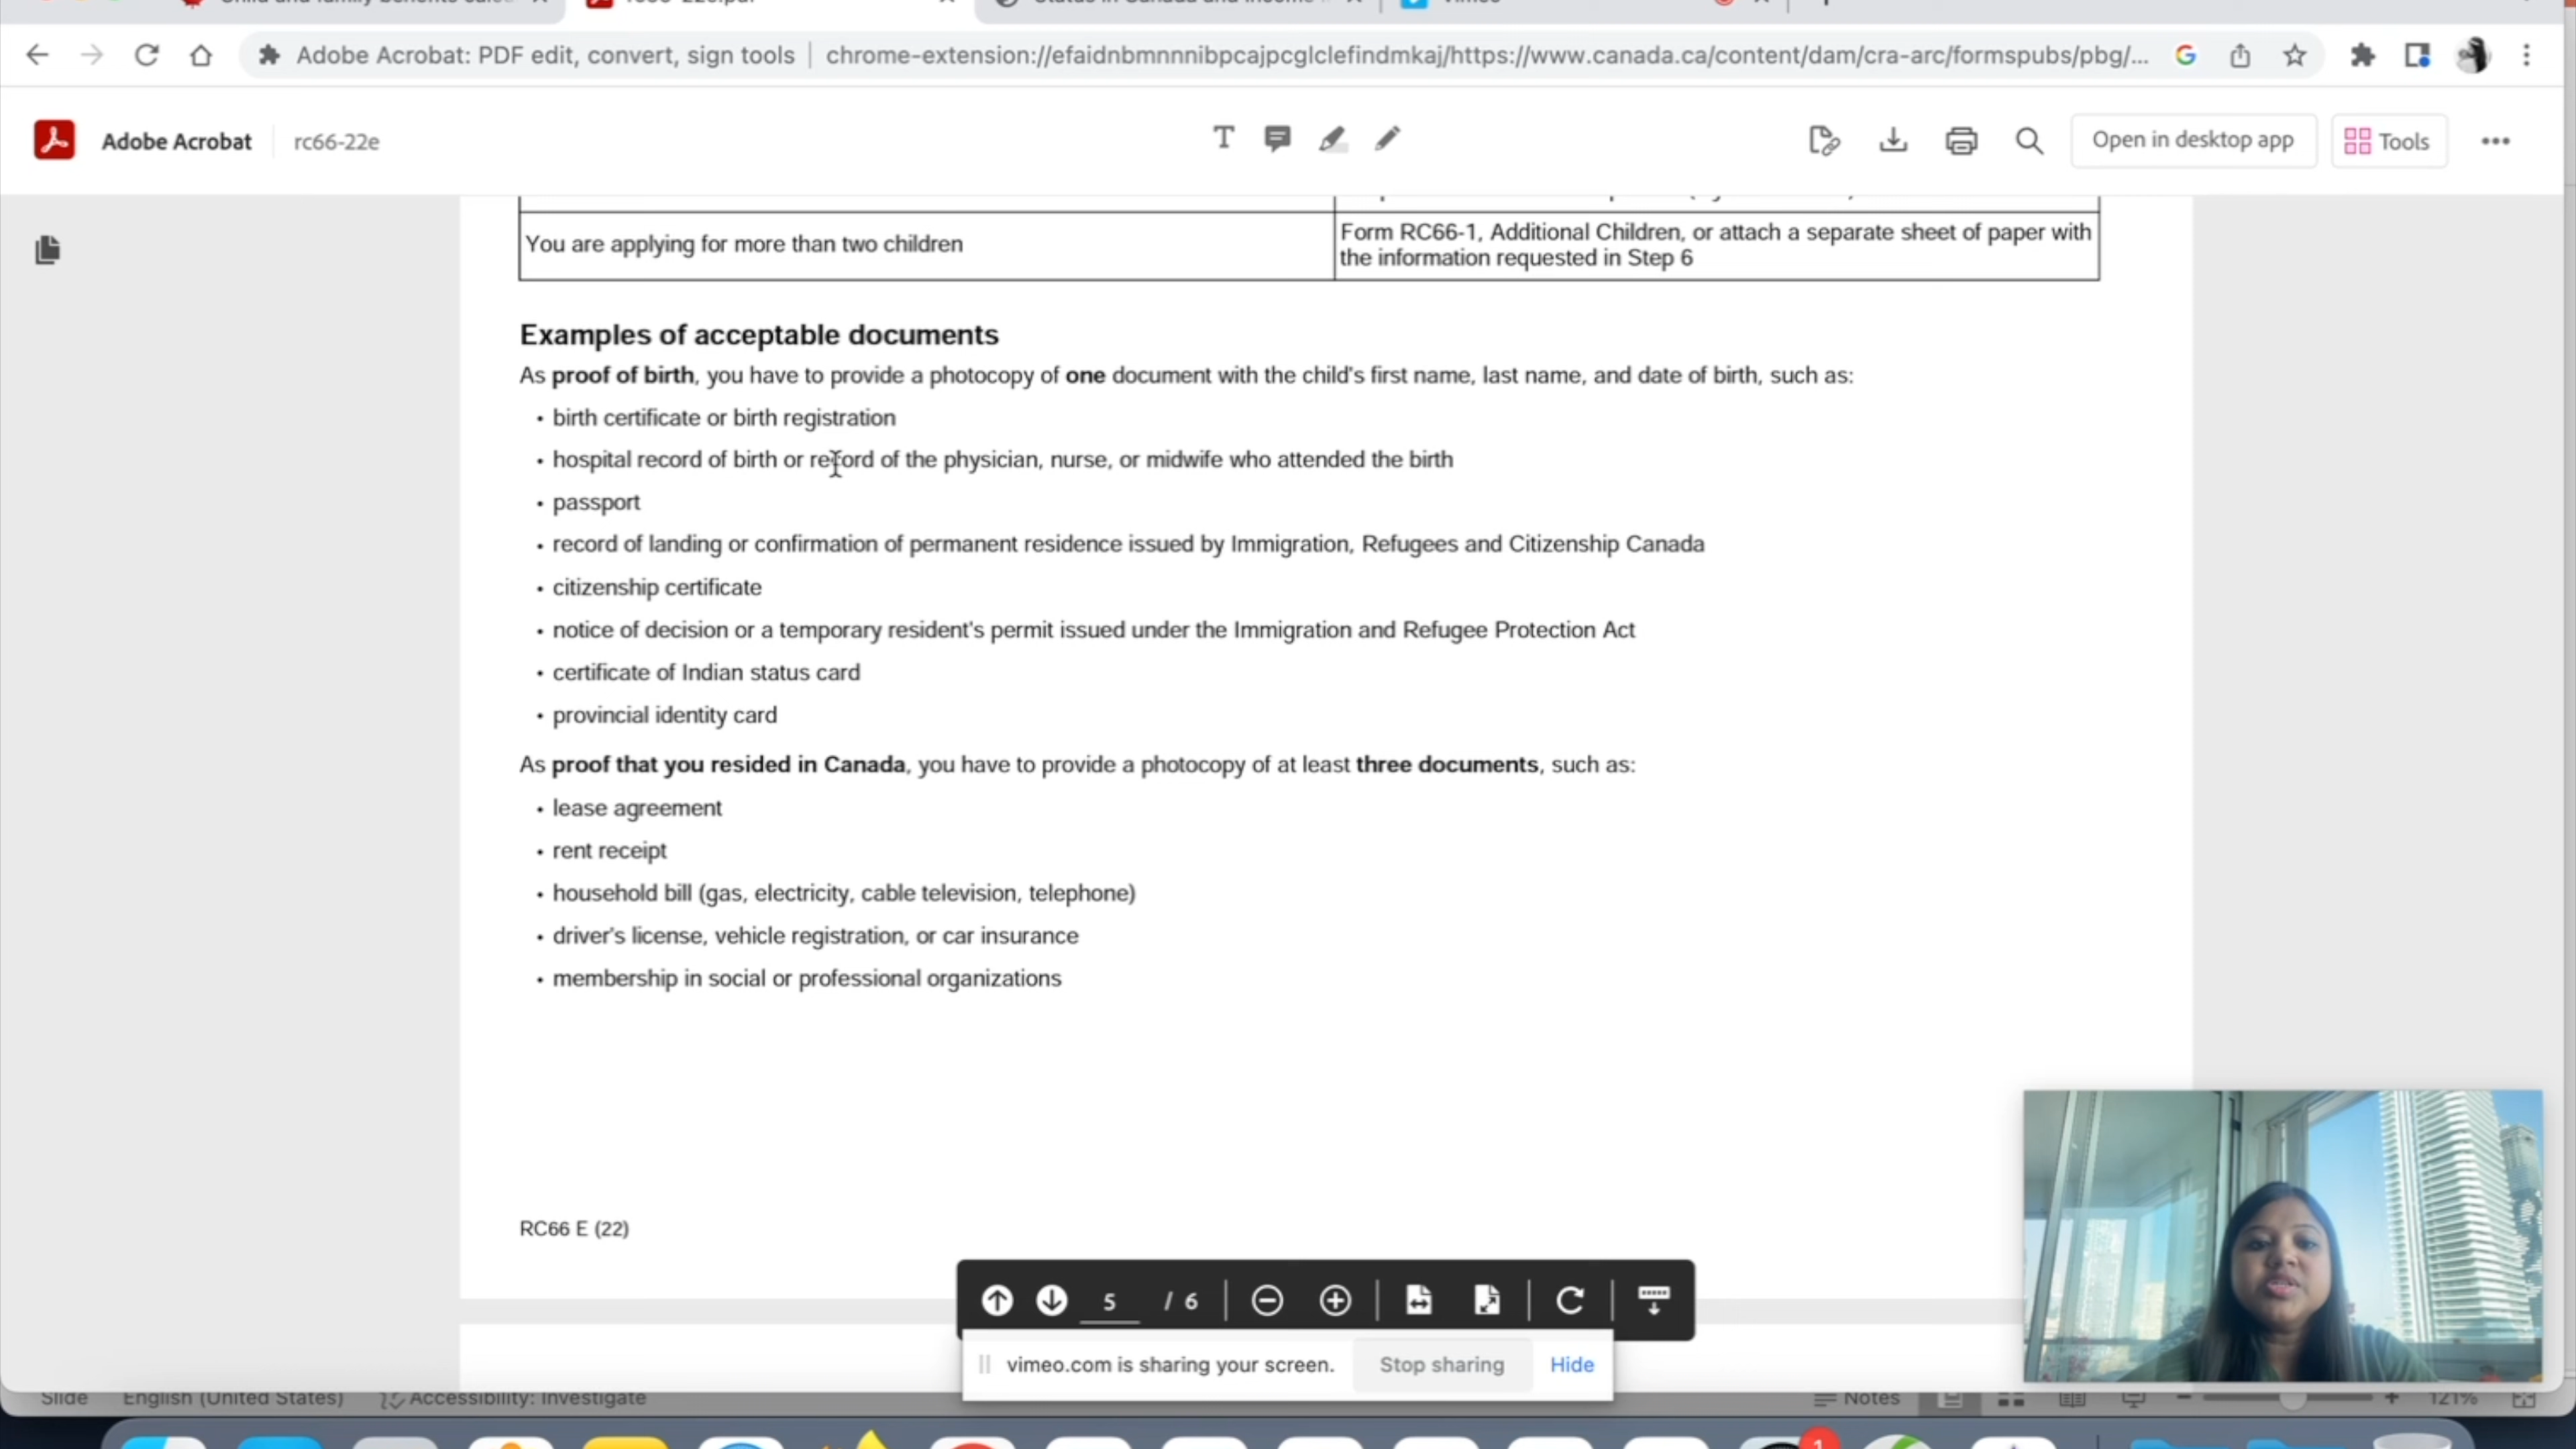 Adobe Acrobat: PDF edit, convert, sign tools | chrome-extension://efaidnbmnnnibpcajpcglclefindmkaj/https://www.canada.ca/content/dam/cra-arc/formspubs/pbg/...
Adobe Acrobat rc66-22e Open in desktop app Tools
You are applying for more than two children
Form RC66-1, Additional Children, or attach a separate sheet of paper with
the information requested in Step 6
Examples of acceptable documents
As proof of birth, you have to provide a photocopy of one document with the child's first name, last name, and date of birth, such as:
• birth certificate or birth registration
• hospital record of birth or record of the physician, nurse, or midwife who attended the birth
• passport
• record of landing or confirmation of permanent residence issued by Immigration, Refugees and Citizenship Canada
• citizenship certificate
• notice of decision or a temporary resident's permit issued under the Immigration and Refugee Protection Act
• certificate of Indian status card
• provincial identity card
As proof that you resided in Canada, you have to provide a photocopy of at least three documents, such as:
• lease agreement
• rent receipt
• household bill (gas, electricity, cable television, telephone)
• driver's license, vehicle registration, or car insurance
• membership in social or professional organizations
RC66 E (22)
5 / 6
vimeo.com is sharing your screen. Stop sharing Hide
Slide English (United States) Accessibility: Investigate Notes 121%
1